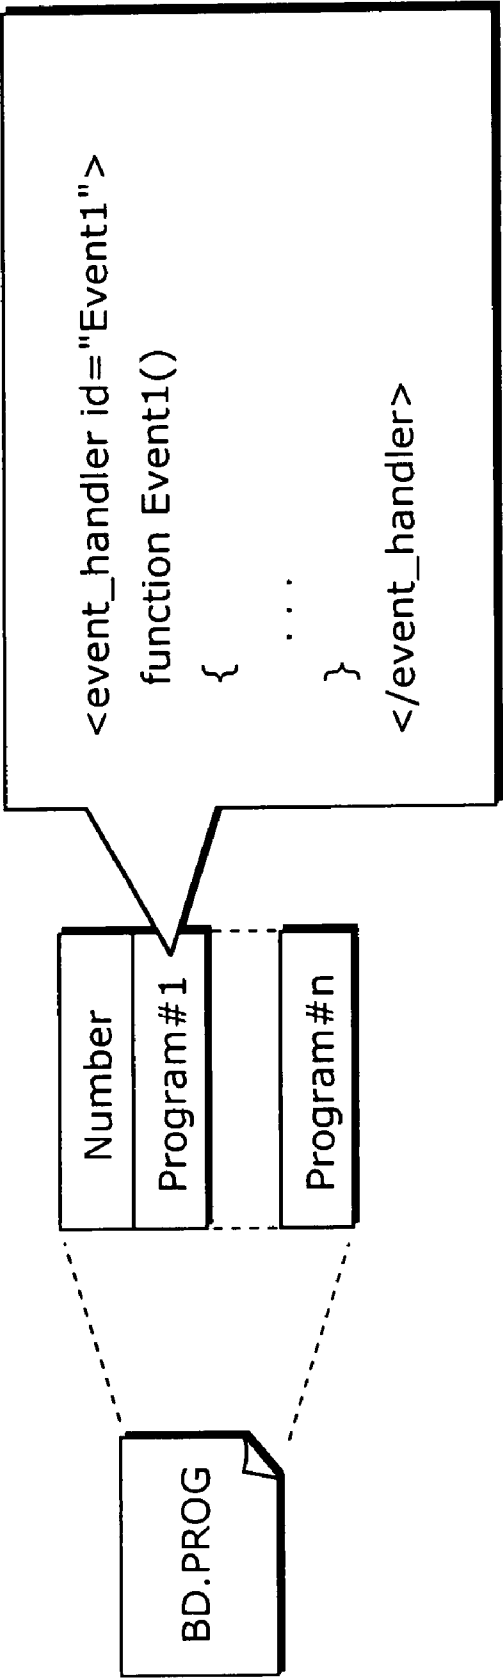 BD.PROG
Number
Program#1
Program#n
<event_handler id="Event1">
function Event1()
{
. . .
}
</event_handler>